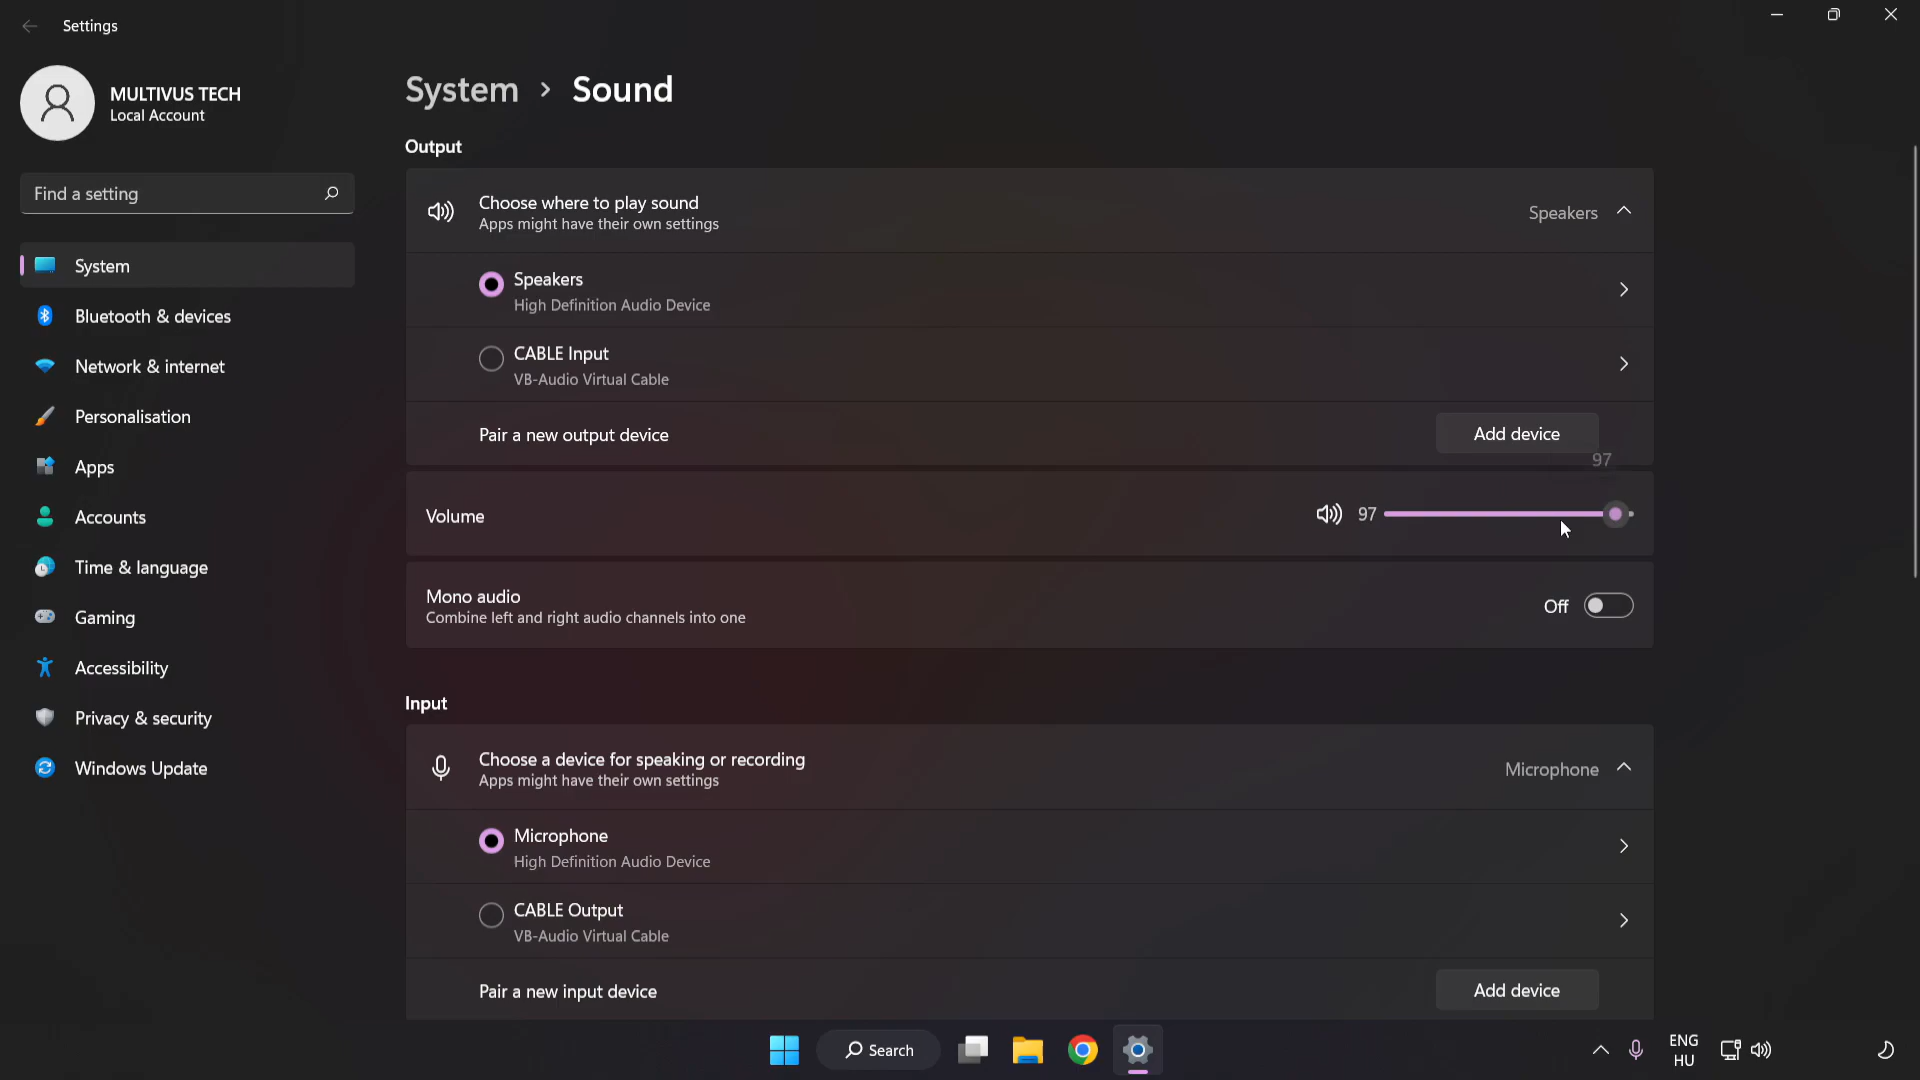 Settings
MULTIVUS TECH
Local Account
Find a setting
System
Bluetooth & devices
Network & internet
Personalisation
Apps
Accounts
Time & language
Gaming
Accessibility
Privacy & security
Windows Update
System > Sound
Output
Choose where to play sound
Apps might have their own settings
Speakers
Speakers
High Definition Audio Device
CABLE Input
VB-Audio Virtual Cable
Pair a new output device
Add device
97
Volume
97
Mono audio
Combine left and right audio channels into one
Off
Input
Choose a device for speaking or recording
Apps might have their own settings
Microphone
Microphone
High Definition Audio Device
CABLE Output
VB-Audio Virtual Cable
Pair a new input device
Add device
Search
ENG
HU